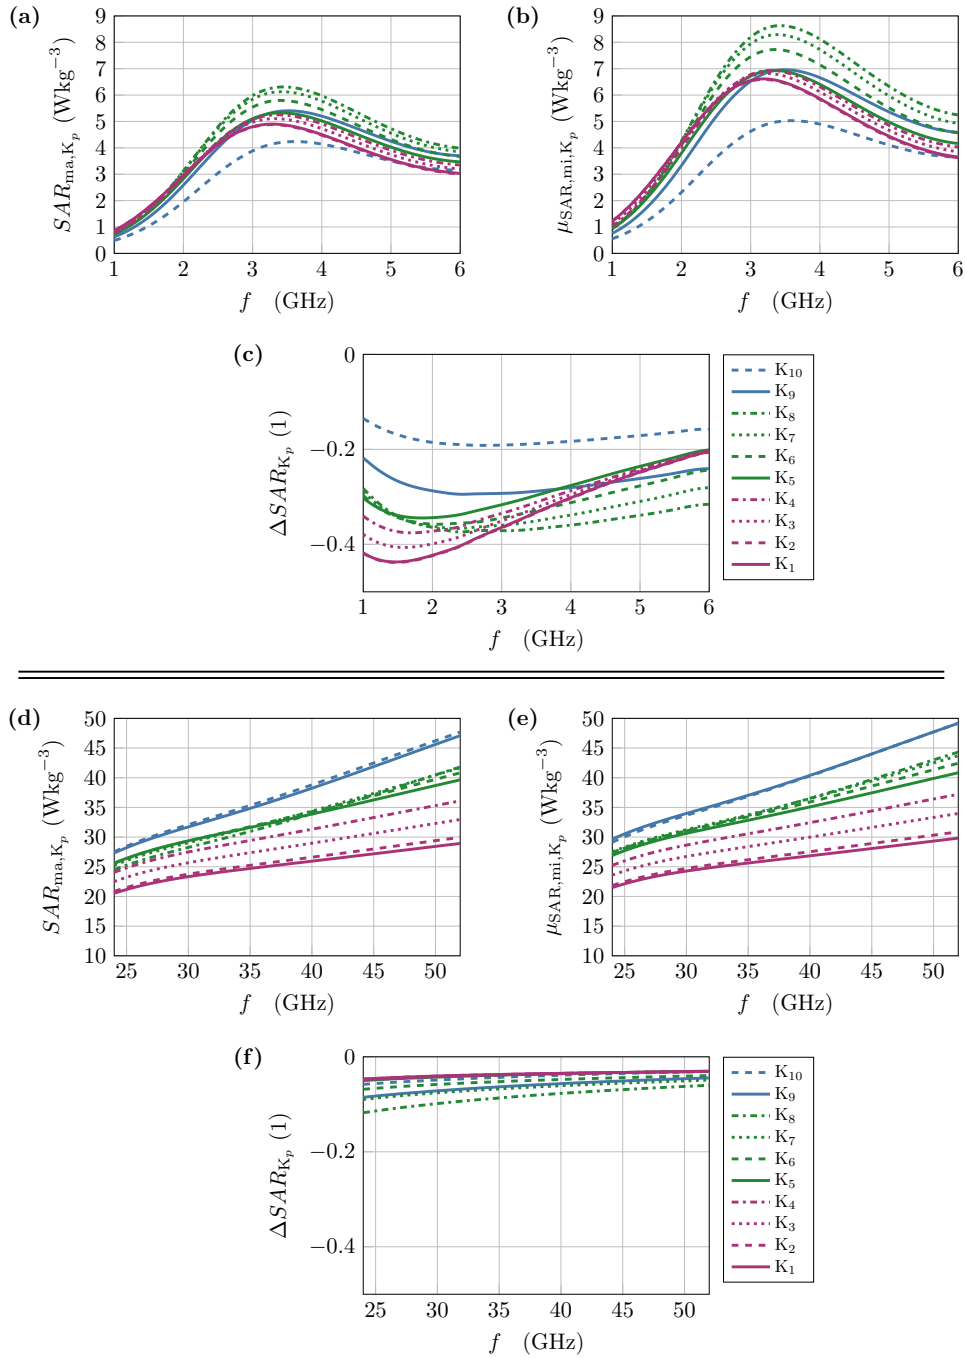 (a)
SAR_ma,K_p (Wkg^−3)
9
8
7
6
5
4
3
2
1
0
1 2 3 4 5 6
f (GHz)
(b)
μ_SAR,mi,K_p (Wkg^−3)
9
8
7
6
5
4
3
2
1
0
1 2 3 4 5 6
f (GHz)
(c)
ΔSAR_K_p (1)
0
−0.2
−0.4
1 2 3 4 5 6
f (GHz)
K10
K9
K8
K7
K6
K5
K4
K3
K2
K1
(d)
SAR_ma,K_p (Wkg^−3)
50
45
40
35
30
25
20
15
10
25 30 35 40 45 50
f (GHz)
(e)
μ_SAR,mi,K_p (Wkg^−3)
50
45
40
35
30
25
20
15
10
25 30 35 40 45 50
f (GHz)
(f)
ΔSAR_K_p (1)
0
−0.2
−0.4
25 30 35 40 45 50
f (GHz)
K10
K9
K8
K7
K6
K5
K4
K3
K2
K1